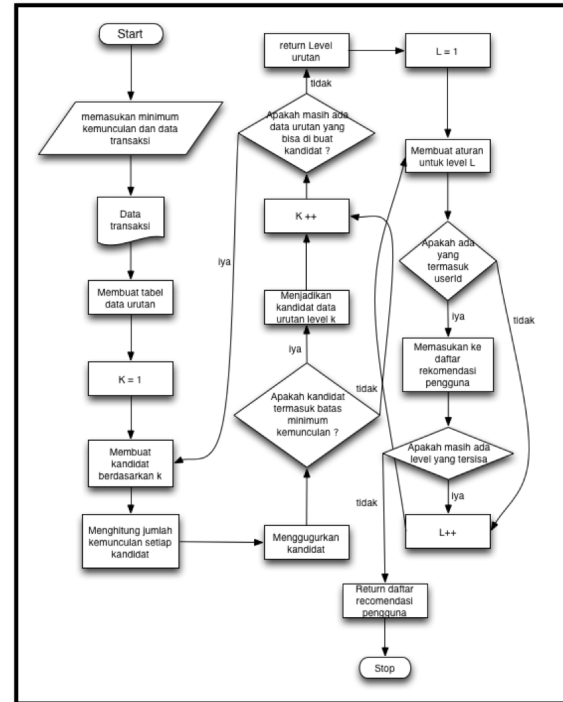 Start
memasukan minimum
kemunculan dan data
transaksi
Data
transaksi
Membuat tabel
data urutan
K = 1
Membuat
kandidat
berdasarkan k
Menghitung jumlah
kemunculan setiap
kandidat
Menggugurkan
kandidat
Apakah kandidat
termasuk batas
minimum
kemunculan ?
iya
tidak
Menjadikan
kandidat data
urutan level k
K ++
Apakah masih ada
data urutan yang
bisa di buat
kandidat ?
iya
tidak
return Level
urutan
L = 1
Membuat aturan
untuk level L
Apakah ada
yang
termasuk
userId
iya
tidak
Memasukan ke
daftar
rekomendasi
pengguna
Apakah masih ada
level yang tersisa
iya
tidak
L++
Return daftar
recomendasi
pengguna
Stop